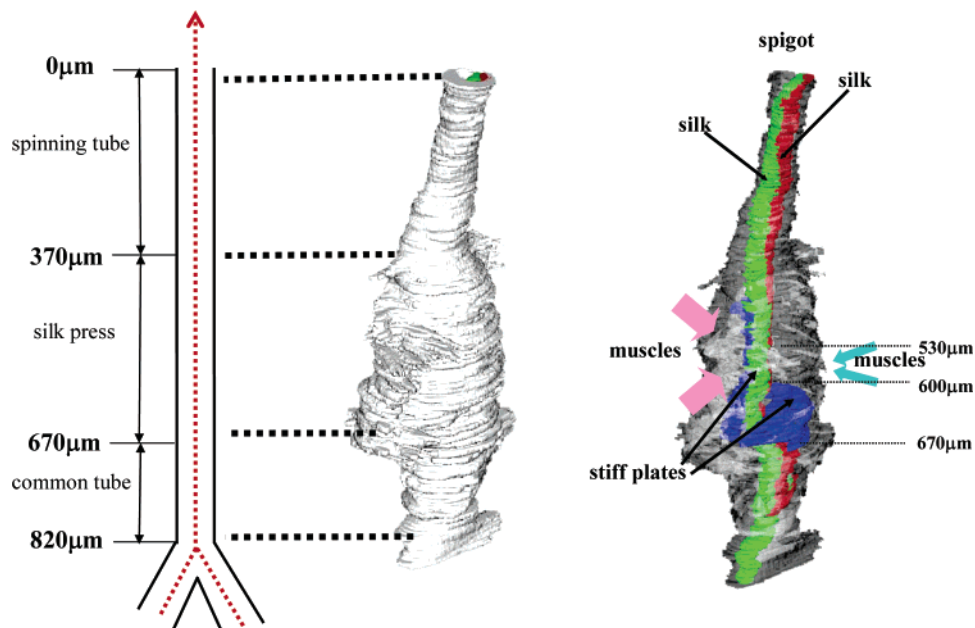 0μm
spinning tube
370μm
silk press
670μm
common tube
820μm
spigot
silk
silk
530μm
muscles
muscles
600μm
670μm
stiff plates